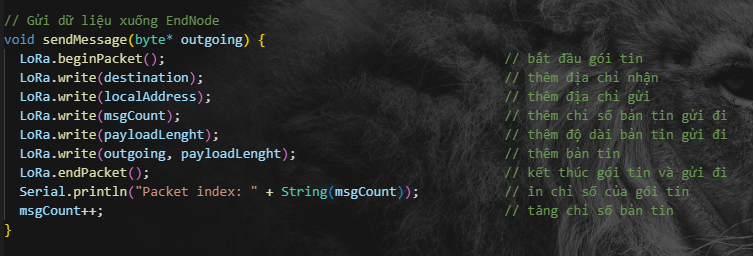 // Gửi dữ liệu xuống EndNode
void sendMessage(byte* outgoing) {
LoRa.beginPacket(); // bắt đầu gói tin
LoRa.write(destination); // thêm địa chỉ nhận
LoRa.write(localAddress); // thêm địa chỉ gửi
LoRa.write(msgCount); // thêm chỉ số bản tin gửi đi
LoRa.write(payloadLenght); // thêm độ dài bản tin gửi đi
LoRa.write(outgoing, payloadLenght); // thêm bản tin
LoRa.endPacket(); // kết thúc gói tin và gửi đi
Serial.println("Packet index: " + String(msgCount)); // in chỉ số của gói tin
msgCount++; // tăng chỉ số bản tin
}